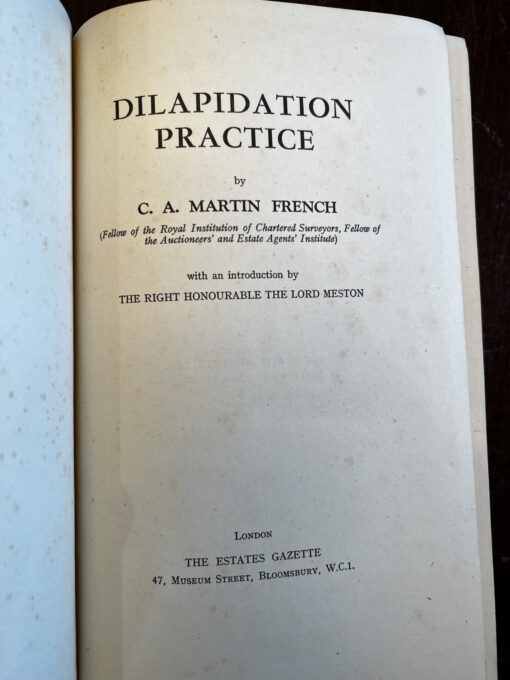 DILAPIDATION
PRACTICE
by
C. A. MARTIN FRENCH
(Fellow of the Royal Institution of Chartered Surveyors, Fellow of
the Auctioneers' and Estate Agents' Institute)
with an introduction by
THE RIGHT HONOURABLE THE LORD MESTON
LONDON
THE ESTATES GAZETTE
47, MUSEUM STREET, BLOOMSBURY, W.C.1.